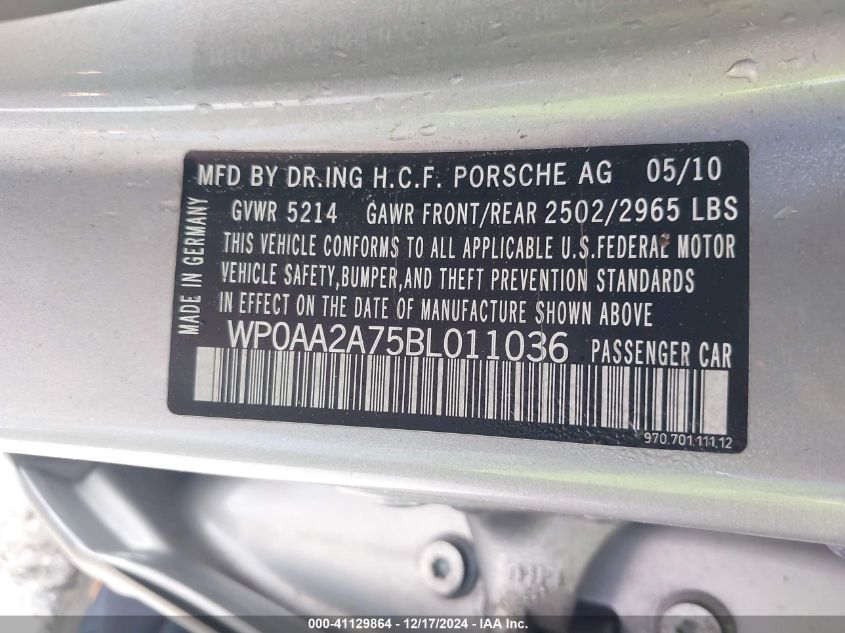 MFD BY DR.ING H.C.F. PORSCHE AG 05/10
GVWR 5214 GAWR FRONT/REAR 2502/2965 LBS
THIS VEHICLE CONFORMS TO ALL APPLICABLE U.S.FEDERAL MOTOR
VEHICLE SAFETY,BUMPER,AND THEFT PREVENTION STANDARDS
IN EFFECT ON THE DATE OF MANUFACTURE SHOWN ABOVE
WP0AA2A75BL011036 PASSENGER CAR
970.701.111.12
MADE IN GERMANY
000-41129864 - 12/17/2024 - IAA Inc.